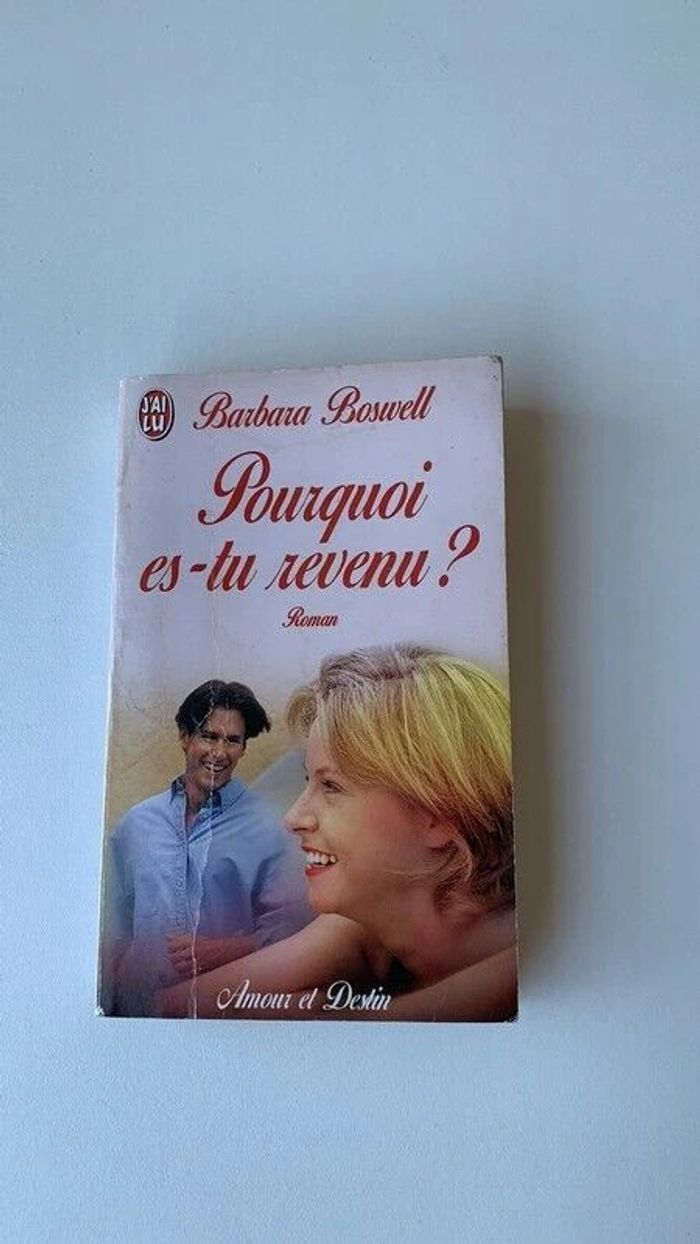 J'AI
LU
Barbara Boswell
Pourquoi
es-tu revenu ?
Roman
Amour et Destin